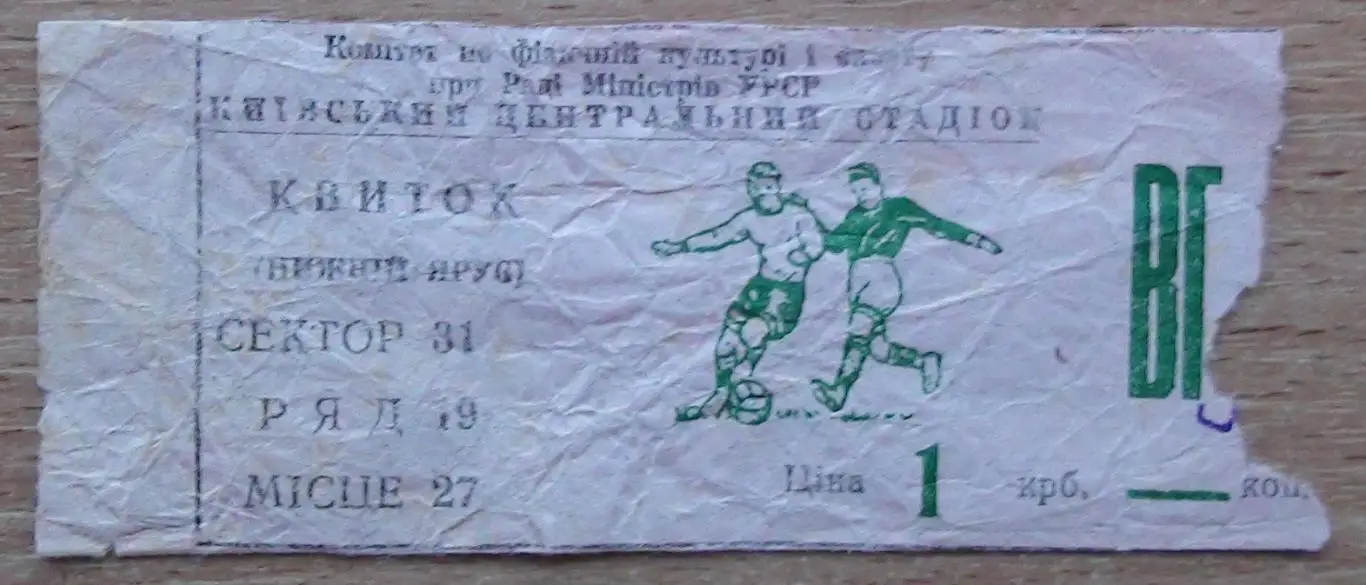 Комітет по фізичній культурі і спорту
при Раді Міністрів УРСР
КИЇВСЬКИЙ ЦЕНТРАЛЬНИЙ СТАДІОН
КВИТОК
(НИЖНІЙ ЯРУС)
СЕКТОР 31
РЯД 19
МІСЦЕ 27
ВГ
Ціна 1 крб. — коп.